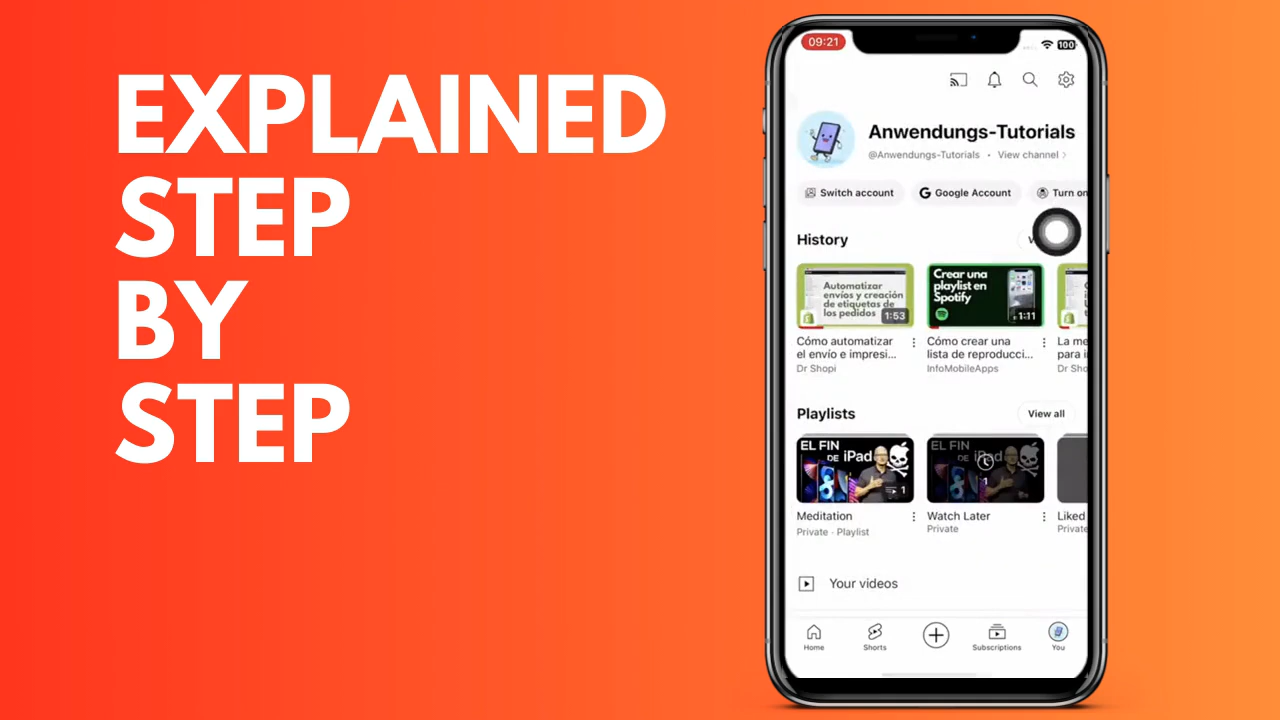 EXPLAINED
STEP
BY
STEP
09:21
100
Anwendungs-Tutorials
@Anwendungs-Tutorials • View channel >
Switch account
Google Account
Turn on
History
Automatizar
envíos y creación
de etiquetas de
los pedidos
1:53
Crear una
playlist en
Spotify
1:11
Cómo automatizar
el envío e impresi...
Dr Shopi
Cómo crear una
lista de reproducci...
InfoMobileApps
La me
para i
Dr Sho
Playlists
View all
EL FIN
DE iPad
1
EL FIN
DE iPad
1
Meditation
Private · Playlist
Watch Later
Private
Liked
Private
Your videos
Home
Shorts
Subscriptions
You